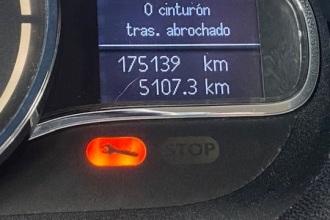 0 cinturón
tras. abrochado
175139 km
5107.3 km
STOP